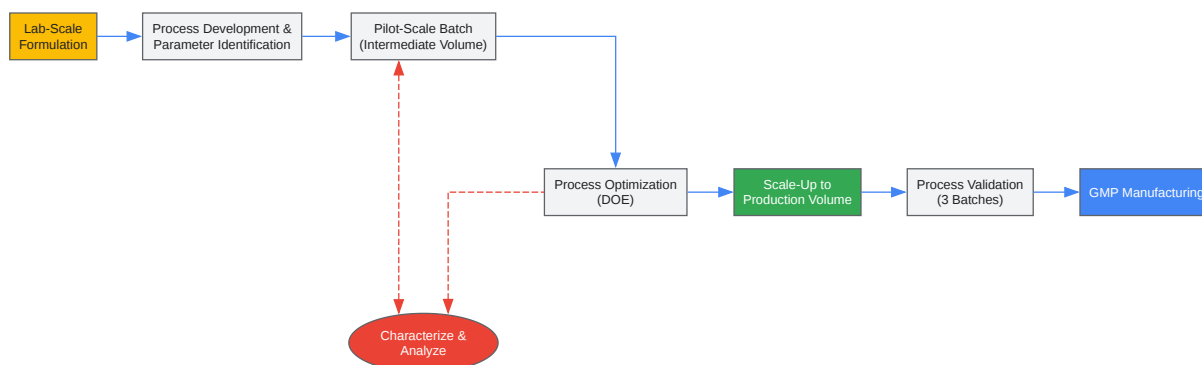 Lab-Scale
Formulation
Process Development &
Parameter Identification
Pilot-Scale Batch
(Intermediate Volume)
Process Optimization
(DOE)
Scale-Up to
Production Volume
Process Validation
(3 Batches)
GMP Manufacturing
Characterize &
Analyze